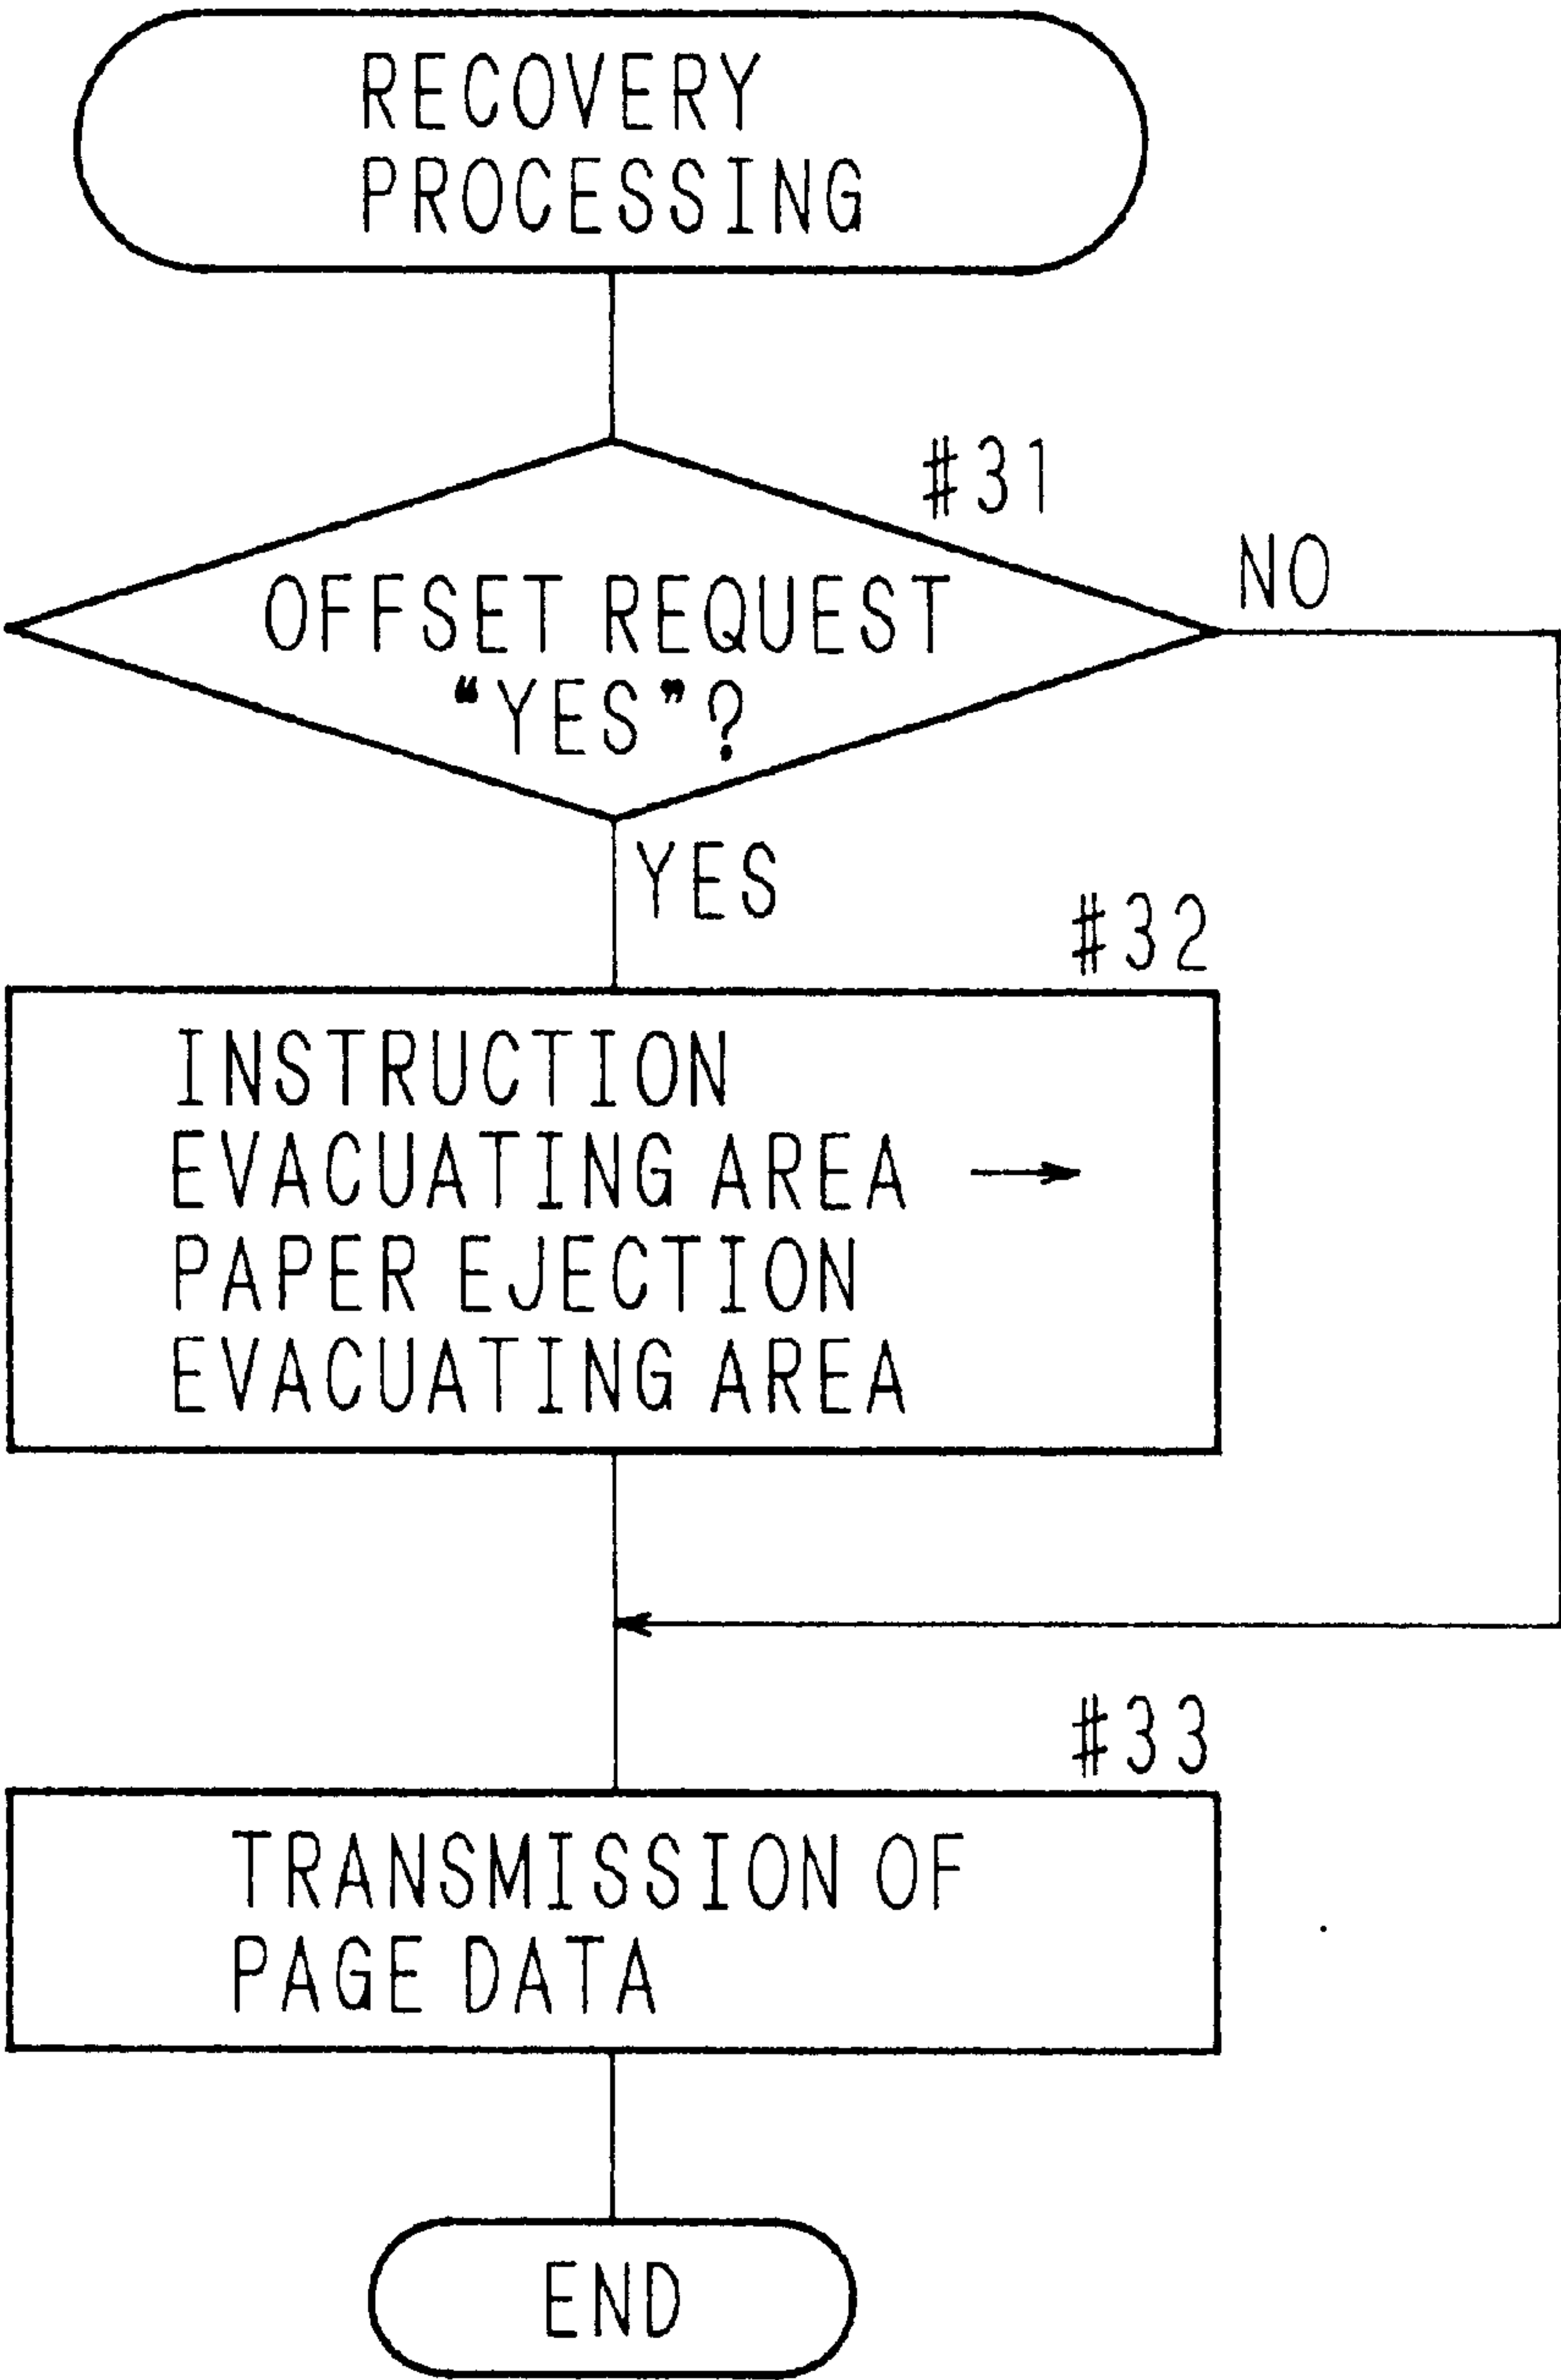 RECOVERY
PROCESSING
#31
OFFSET REQUEST
“YES”?
NO
YES
#32
INSTRUCTION
EVACUATING AREA →
PAPER EJECTION
EVACUATING AREA
#33
TRANSMISSION OF
PAGE DATA
END